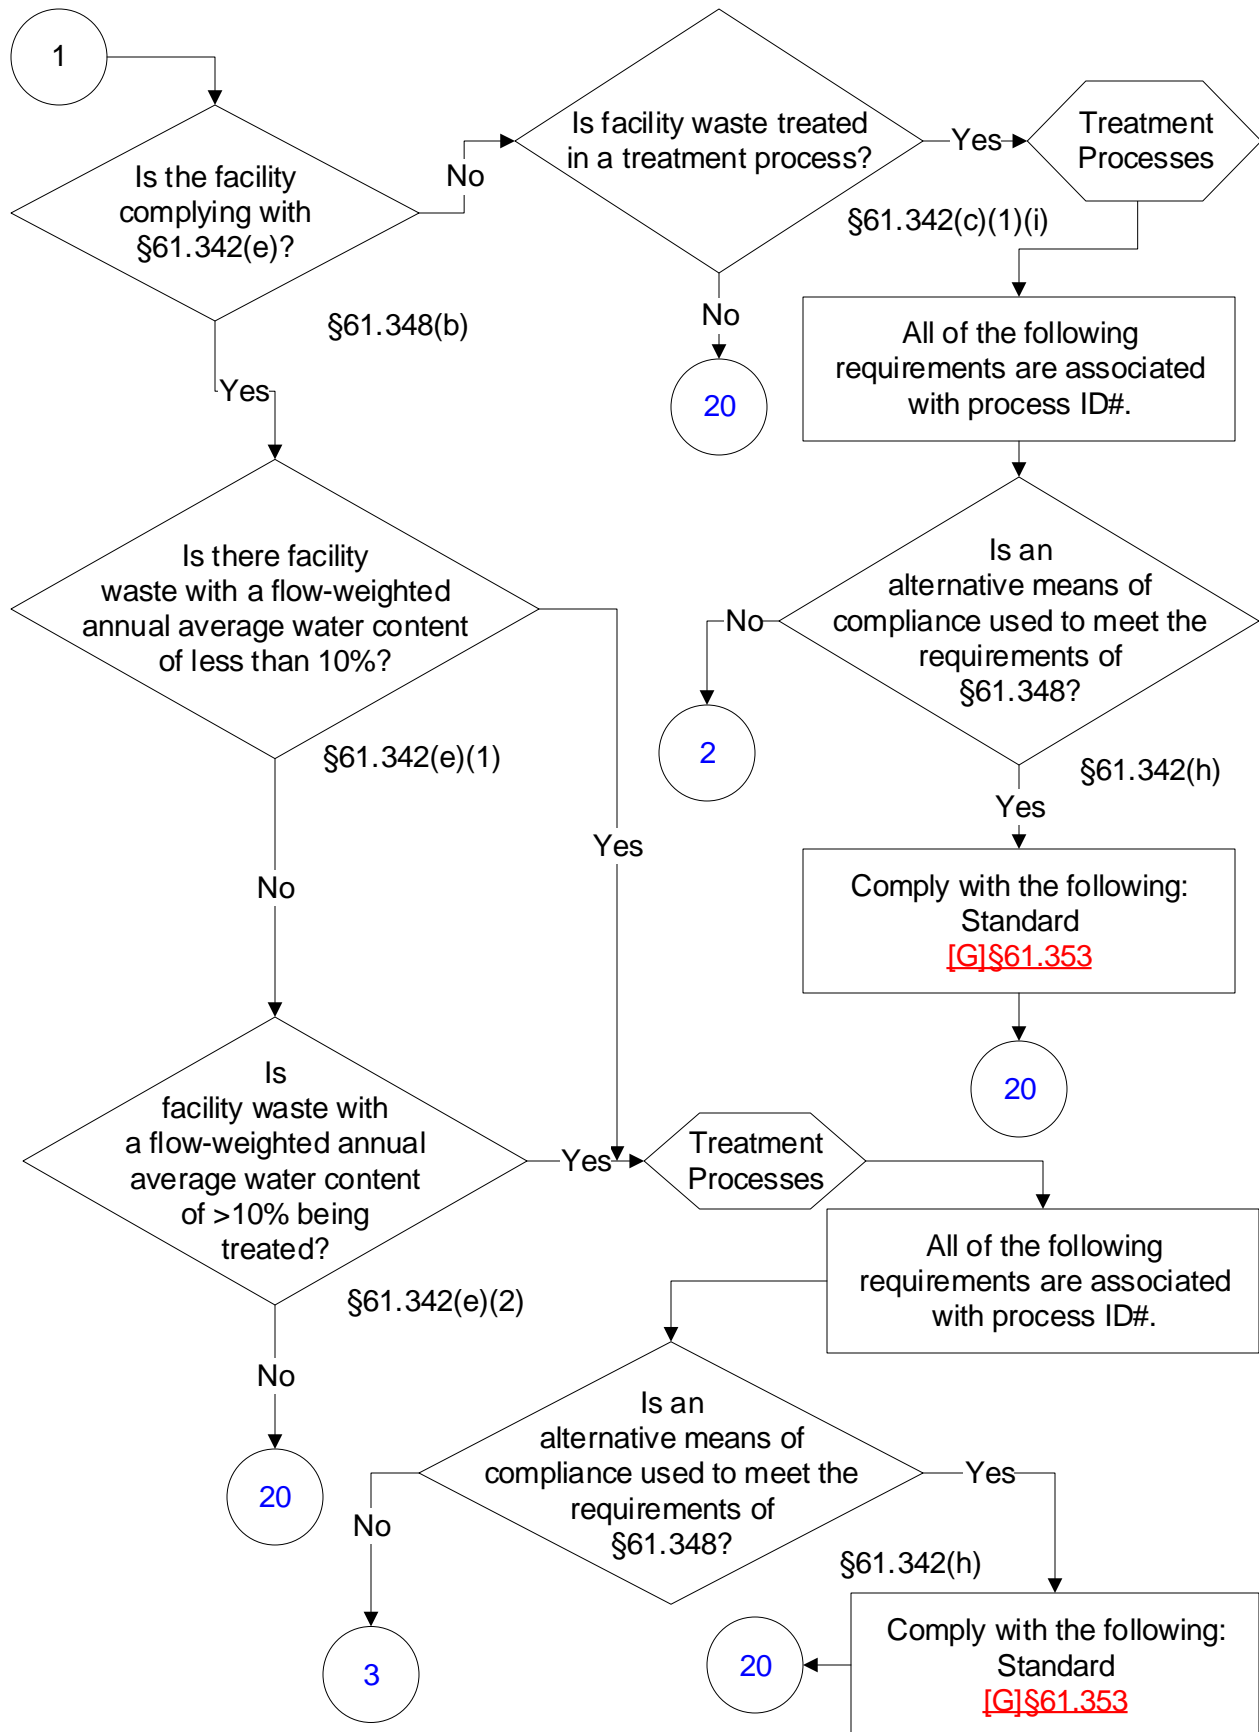 1
Is the facility
complying with
§61.342(e)?
§61.348(b)
No
Is facility waste treated
in a treatment process?
§61.342(c)(1)(i)
Yes
Treatment
Processes
No
20
All of the following
requirements are associated
with process ID#.
Is an
alternative means of
compliance used to meet the
requirements of
§61.348?
§61.342(h)
No
2
Yes
Comply with the following:
Standard
[G]§61.353
20
Yes
Is there facility
waste with a flow-weighted
annual average water content
of less than 10%?
§61.342(e)(1)
Yes
No
Is
facility waste with
a flow-weighted annual
average water content
of >10% being
treated?
§61.342(e)(2)
Yes
Treatment
Processes
No
20
All of the following
requirements are associated
with process ID#.
Is an
alternative means of
compliance used to meet the
requirements of
§61.348?
§61.342(h)
No
3
Yes
Comply with the following:
Standard
[G]§61.353
20